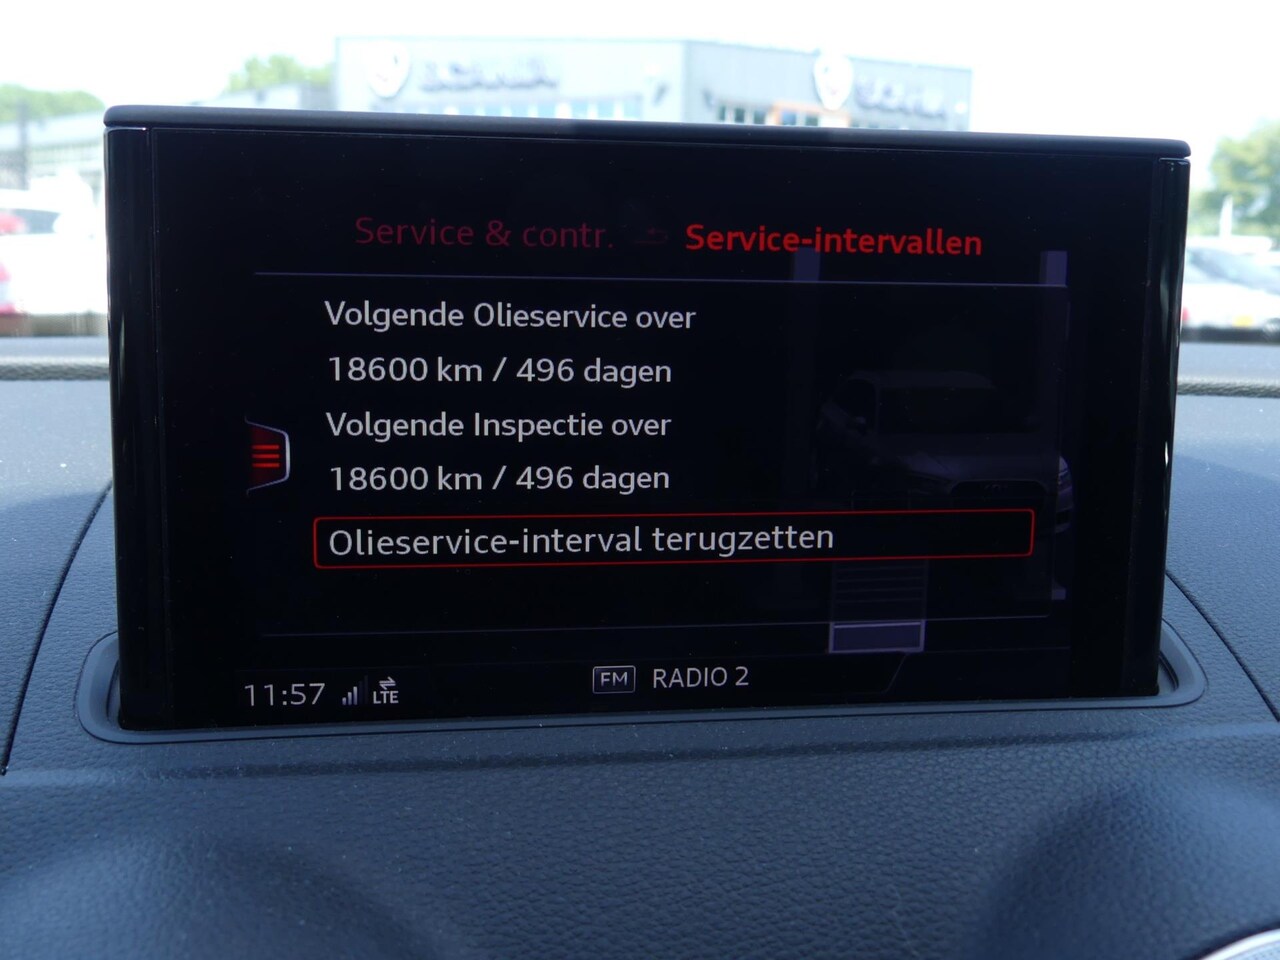 Service & contr. Service-intervallen
Volgende Olieservice over
18600 km / 496 dagen
Volgende Inspectie over
18600 km / 496 dagen
Olieservice-interval terugzetten
11:57 LTE FM RADIO 2